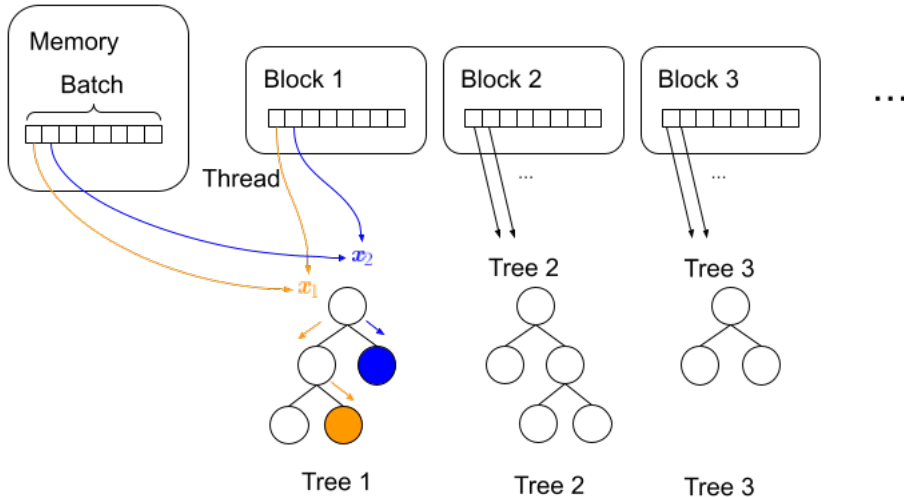 Memory
Batch
Block 1
Block 2
Block 3
...
Thread
...
...
x₂
x₁
Tree 2
Tree 3
Tree 1
Tree 2
Tree 3